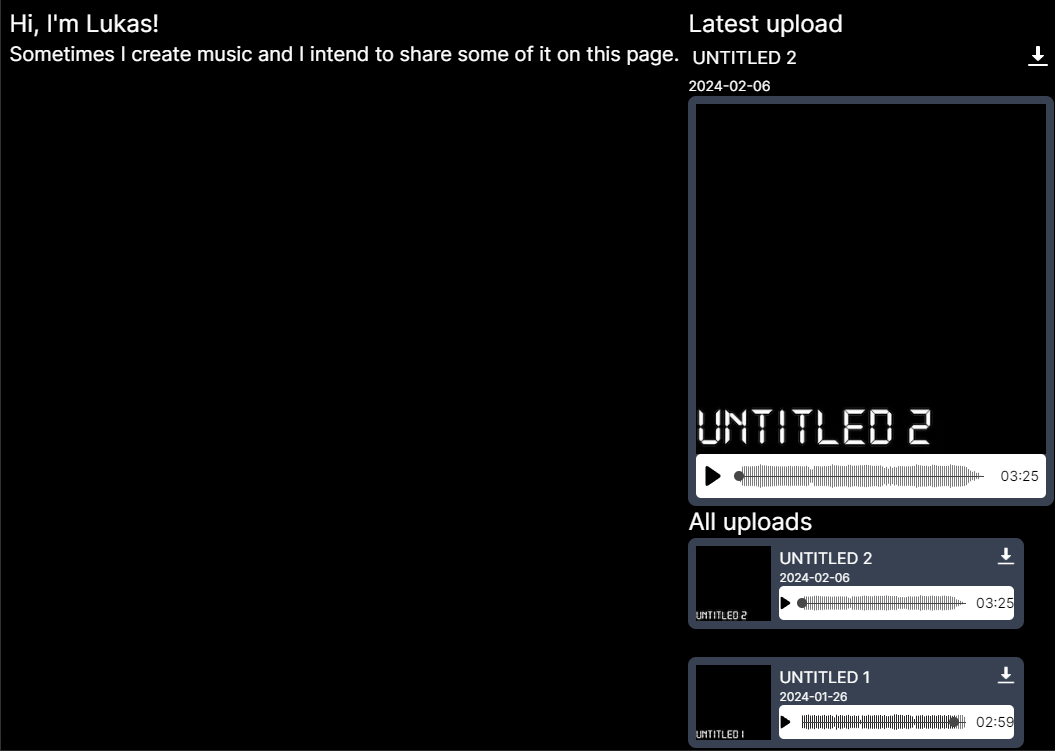 Hi, I'm Lukas!
Sometimes I create music and I intend to share some of it on this page.
Latest upload
UNTITLED 2
2024-02-06
UNTITLED 2
03:25
All uploads
UNTITLED 2
2024-02-06
UNTITLED 2
03:25
UNTITLED 1
2024-01-26
UNTITLED 1
02:59